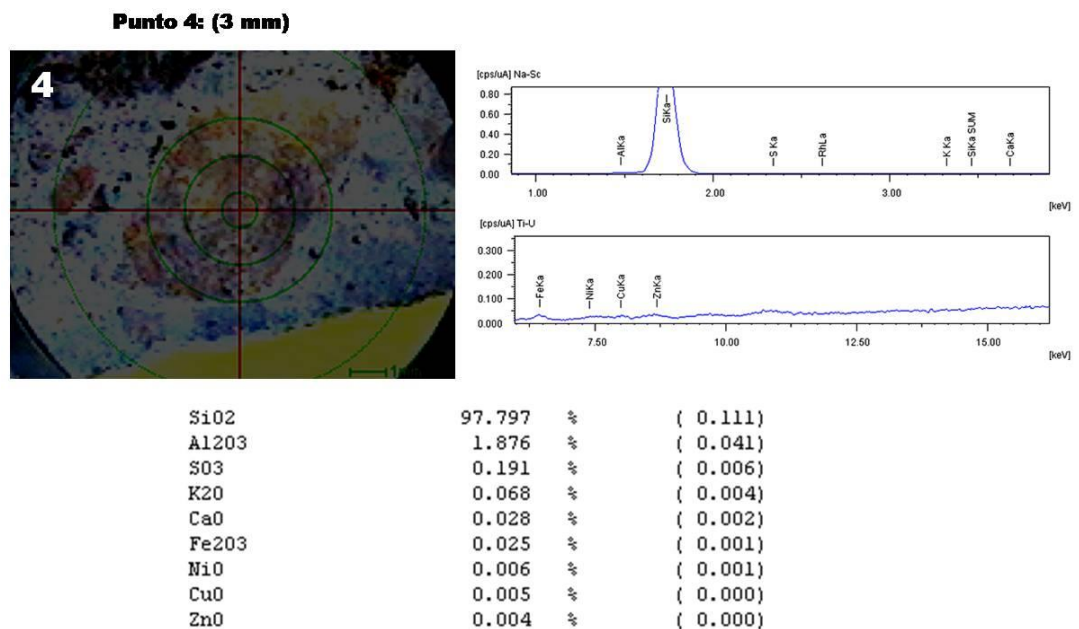 Punto 4: (3 mm)
4
[cps/uA] Na-Sc
0.80
0.60
0.40
0.20
0.00
AlKa
SiKa
S Ka
RhLa
K Ka
SiKa SUM
CaKa
1.00 2.00 3.00
[keV]
[cps/uA] Ti-U
0.300
0.200
0.100
0.000
FeKa
NiKa
CuKa
ZnKa
7.50 10.00 12.50 15.00
[keV]
SiO2 97.797 % ( 0.111)
Al2O3 1.876 % ( 0.041)
SO3 0.191 % ( 0.006)
K2O 0.068 % ( 0.004)
CaO 0.028 % ( 0.002)
Fe2O3 0.025 % ( 0.001)
NiO 0.006 % ( 0.001)
CuO 0.005 % ( 0.000)
ZnO 0.004 % ( 0.000)